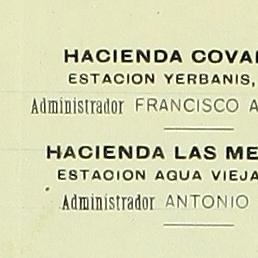 HACIENDA COVA
ESTACION YERBANIS,
Administrador FRANCISCO A
HACIENDA LAS ME
ESTACION AGUA VIEJA
Administrador ANTONIO